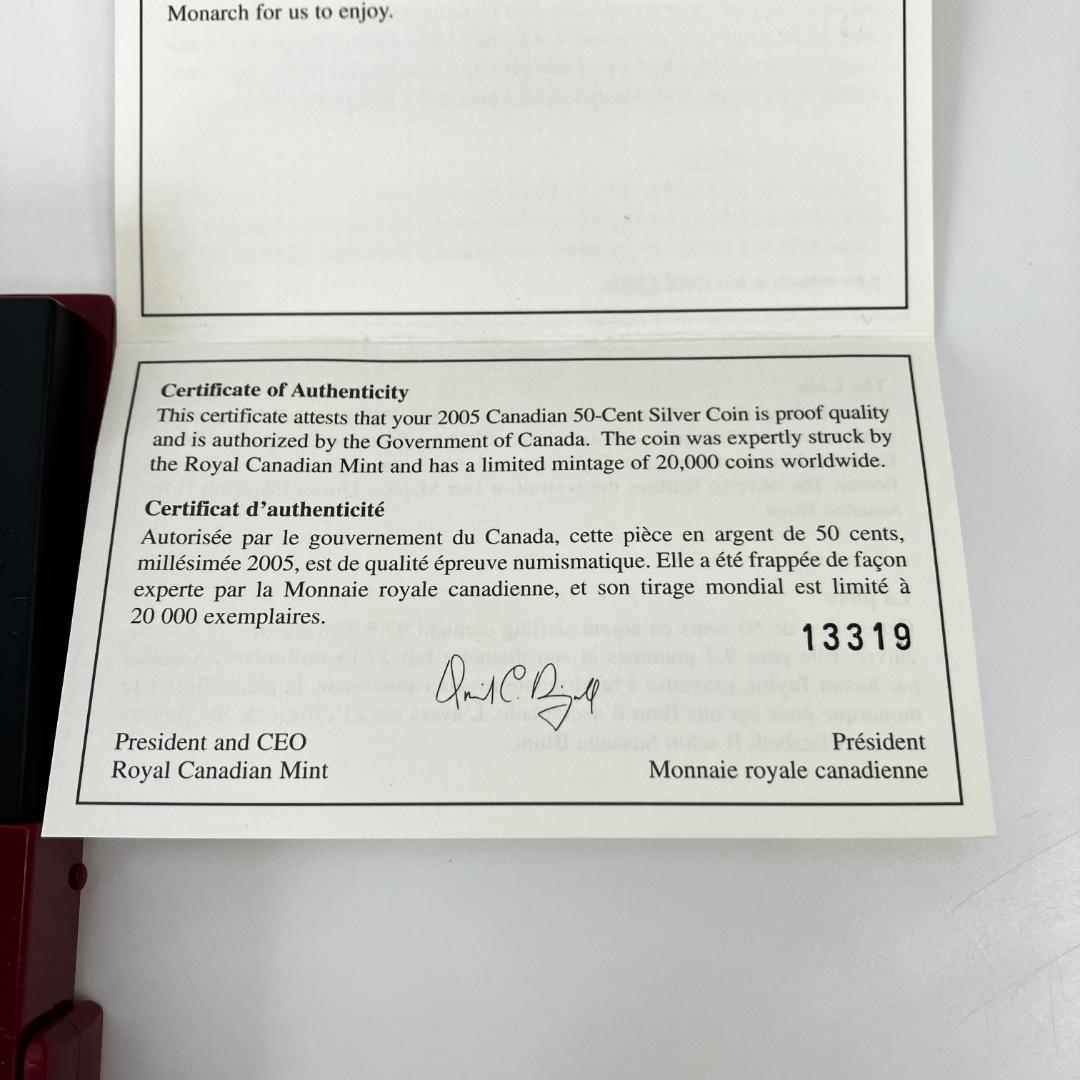 Monarch for us to enjoy.
Certificate of Authenticity
This certificate attests that your 2005 Canadian 50-Cent Silver Coin is proof quality
and is authorized by the Government of Canada. The coin was expertly struck by
the Royal Canadian Mint and has a limited mintage of 20,000 coins worldwide.
Certificat d’authenticité
Autorisée par le gouvernement du Canada, cette pièce en argent de 50 cents,
millésimée 2005, est de qualité épreuve numismatique. Elle a été frappée de façon
experte par la Monnaie royale canadienne, et son tirage mondial est limité à
20 000 exemplaires.
13319
President and CEO
Royal Canadian Mint
Président
Monnaie royale canadienne